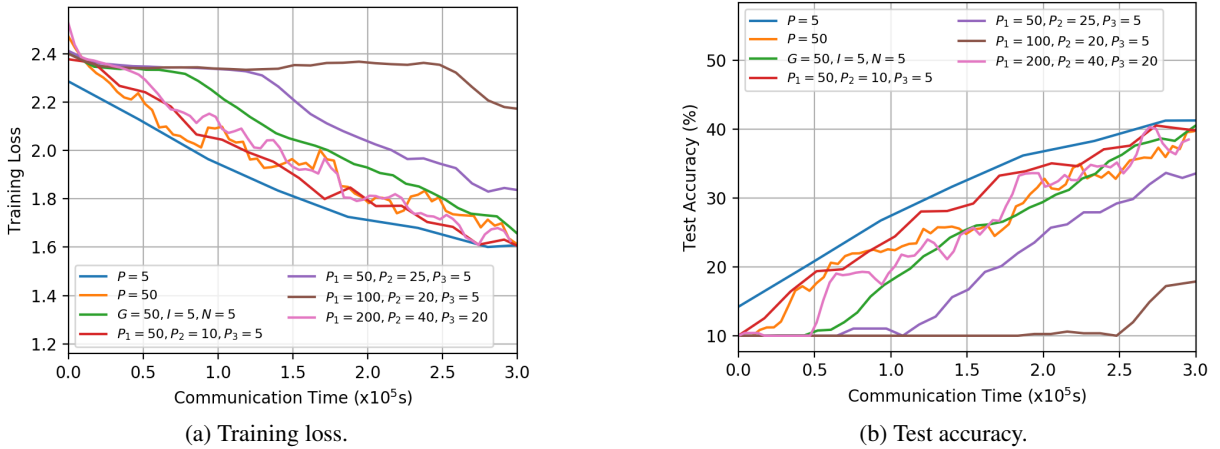 2.4
2.2
2.0
1.8
1.6
1.4
1.2
Training Loss
P = 5
P = 50
G = 50, I = 5, N = 5
P₁ = 50, P₂ = 10, P₃ = 5
P₁ = 50, P₂ = 25, P₃ = 5
P₁ = 100, P₂ = 20, P₃ = 5
P₁ = 200, P₂ = 40, P₃ = 20
0.0 0.5 1.0 1.5 2.0 2.5 3.0
Communication Time (x10⁵s)
(a) Training loss.
50
40
30
20
10
Test Accuracy (%)
P = 5
P = 50
G = 50, I = 5, N = 5
P₁ = 50, P₂ = 10, P₃ = 5
P₁ = 50, P₂ = 25, P₃ = 5
P₁ = 100, P₂ = 20, P₃ = 5
P₁ = 200, P₂ = 40, P₃ = 20
0.0 0.5 1.0 1.5 2.0 2.5 3.0
Communication Time (x10⁵s)
(b) Test accuracy.